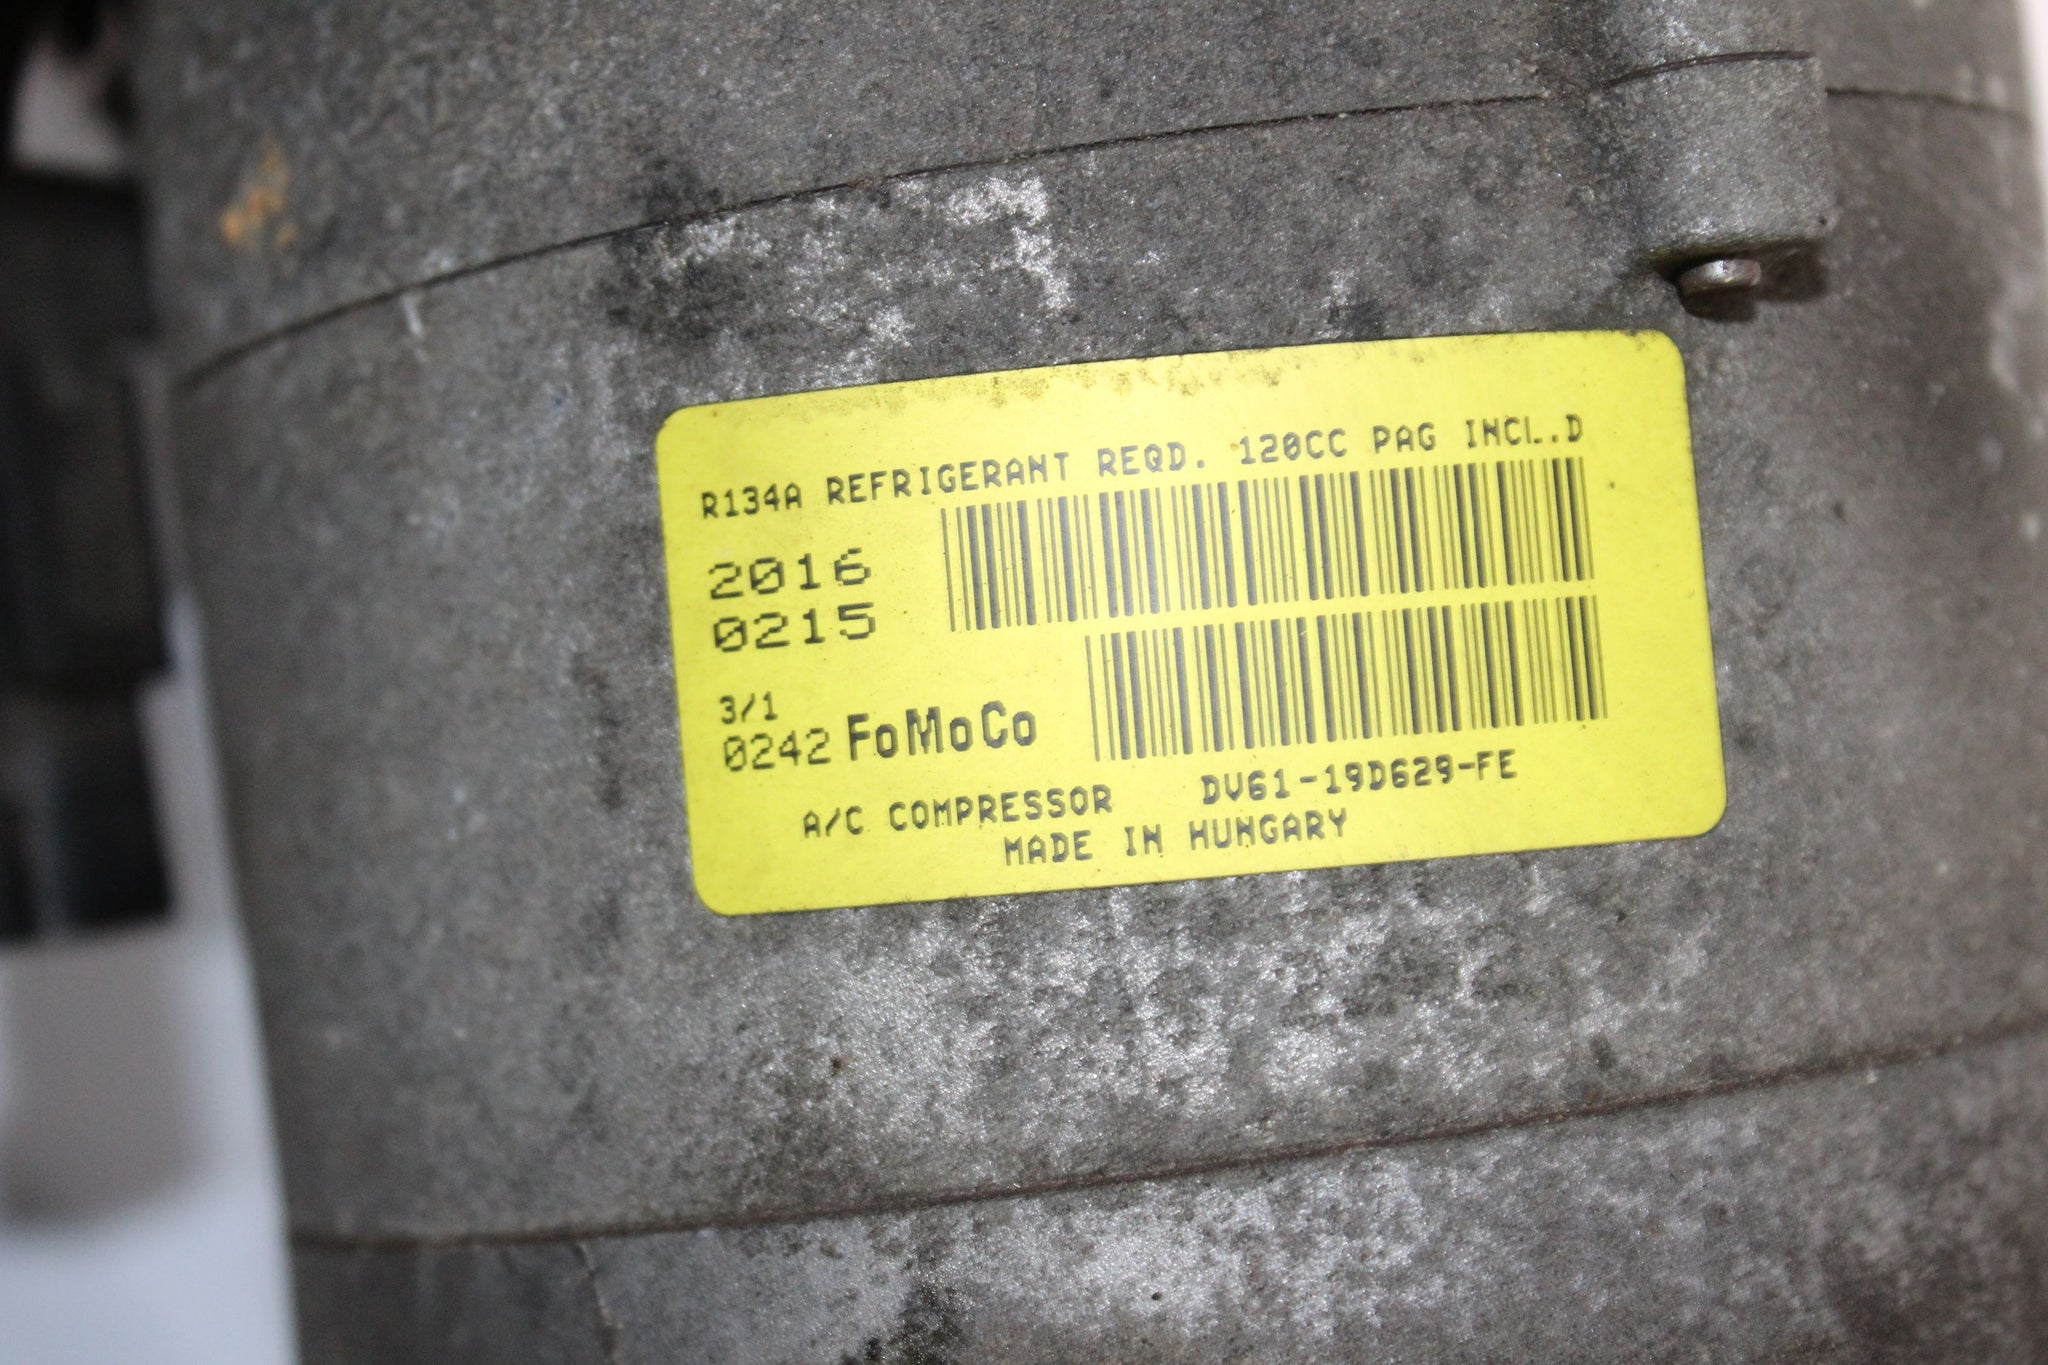 R134A REFRIGERANT REQD. 120CC PAG INCL.D
2016
0215
3/1
0242 FoMoCo
A/C COMPRESSOR DV61-19D629-FE
MADE IN HUNGARY